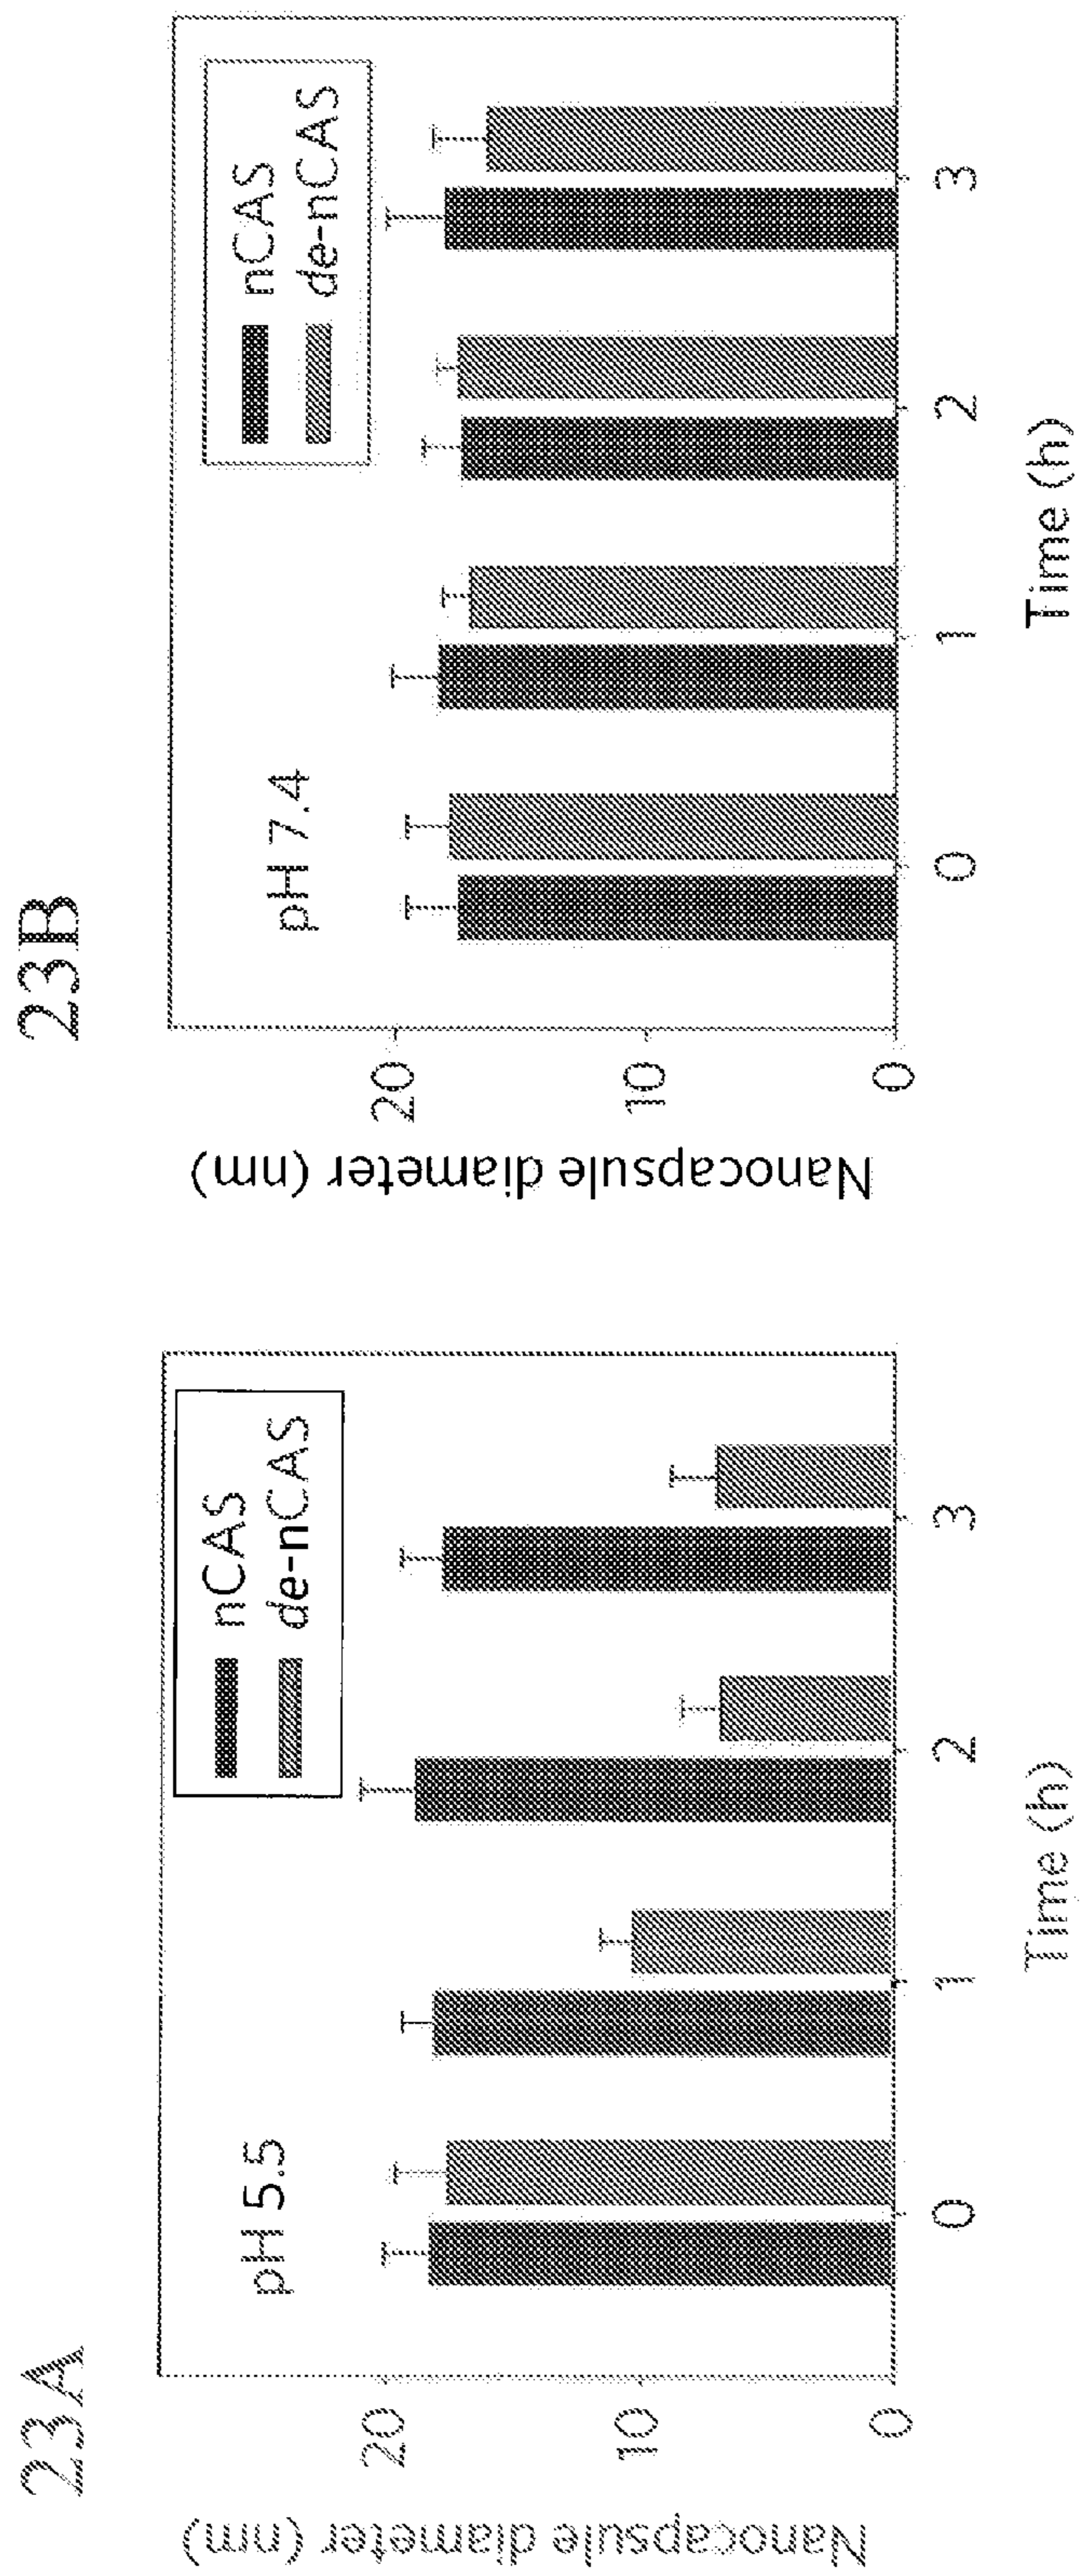 23A
Nanocapsule diameter (nm)
20
10
0
pH 5.5
nCAS
de-nCAS
0
1
2
3
Time (h)
23B
Nanocapsule diameter (nm)
20
10
0
pH 7.4
nCAS
de-nCAS
0
1
2
3
Time (h)